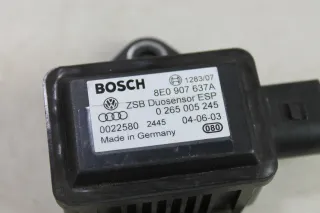 BOSCH 1283/07
8E0 907 637A
ZSB Duosensor ESP
0 265 005 245
0022580 2445 04-06-03
Made in Germany 080